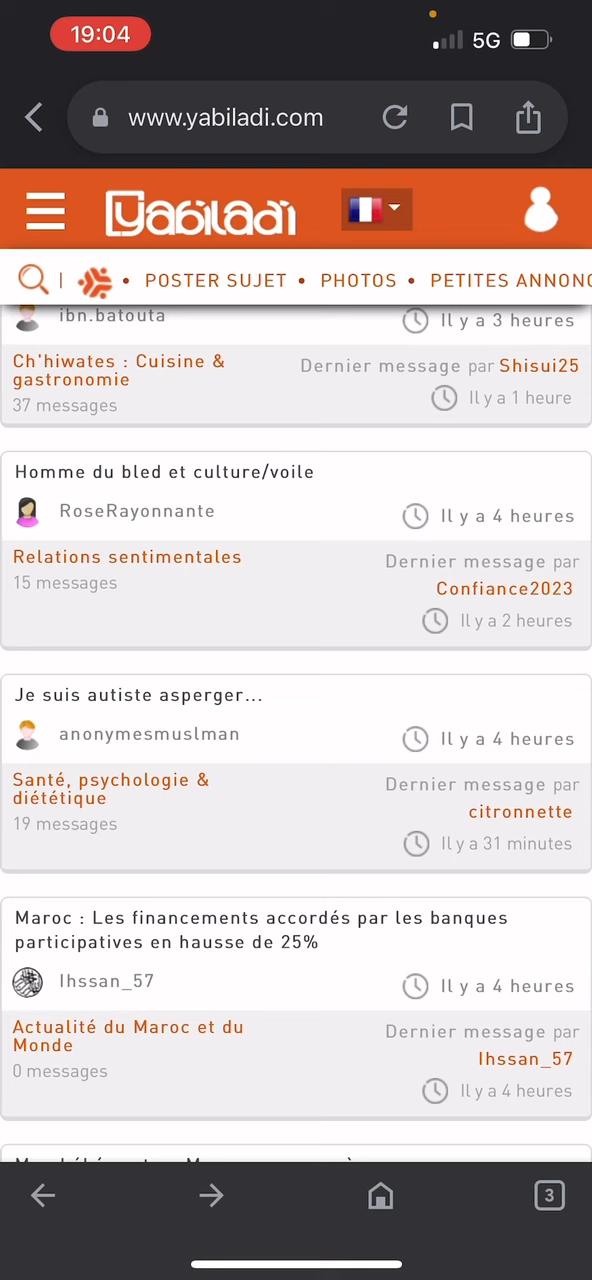 19:04
5G
www.yabiladi.com
yabiladi
| • POSTER SUJET • PHOTOS • PETITES ANNONC
ibn.batouta
Il y a 3 heures
Ch'hiwates : Cuisine &
gastronomie
37 messages
Dernier message par Shisui25
Il y a 1 heure
Homme du bled et culture/voile
RoseRayonnante
Il y a 4 heures
Relations sentimentales
15 messages
Dernier message par
Confiance2023
Il y a 2 heures
Je suis autiste asperger...
anonymesmuslman
Il y a 4 heures
Santé, psychologie &
diététique
19 messages
Dernier message par
citronnette
Il y a 31 minutes
Maroc : Les financements accordés par les banques
participatives en hausse de 25%
Ihssan_57
Il y a 4 heures
Actualité du Maroc et du
Monde
0 messages
Dernier message par
Ihssan_57
Il y a 4 heures
3